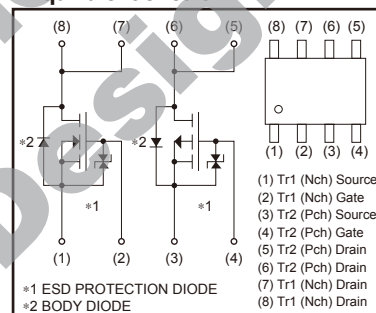 (8) (7) (6) (5)
(8) (7) (6) (5)
*2
*1
*2
*1
(1) (2) (3) (4)
(1) (2) (3) (4)
(1) Tr1 (Nch) Source
(2) Tr1 (Nch) Gate
(3) Tr2 (Pch) Source
(4) Tr2 (Pch) Gate
(5) Tr2 (Pch) Drain
(6) Tr2 (Pch) Drain
(7) Tr1 (Nch) Drain
(8) Tr1 (Nch) Drain
*1 ESD PROTECTION DIODE
*2 BODY DIODE